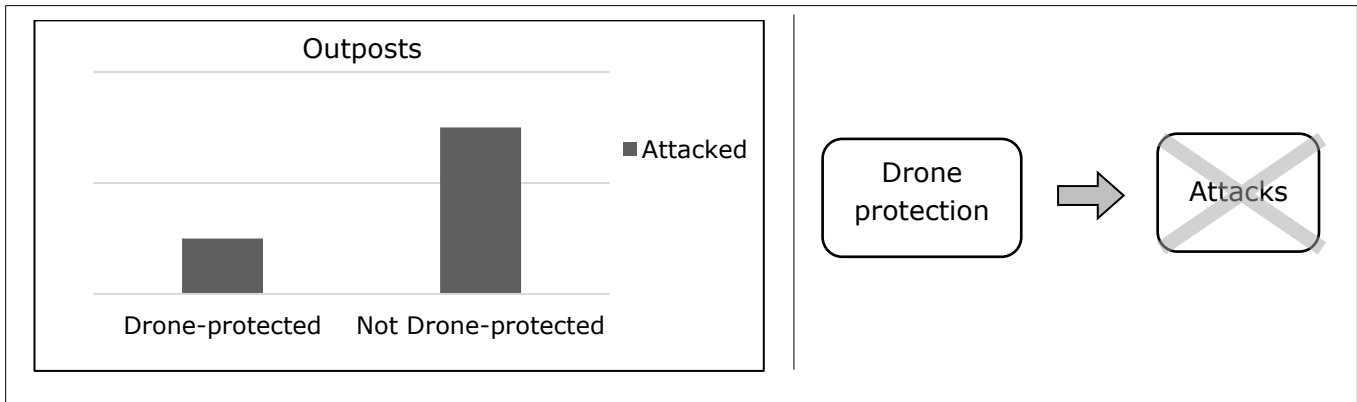 Outposts
Attacked
Drone-protected
Not Drone-protected
Drone
protection
Attacks